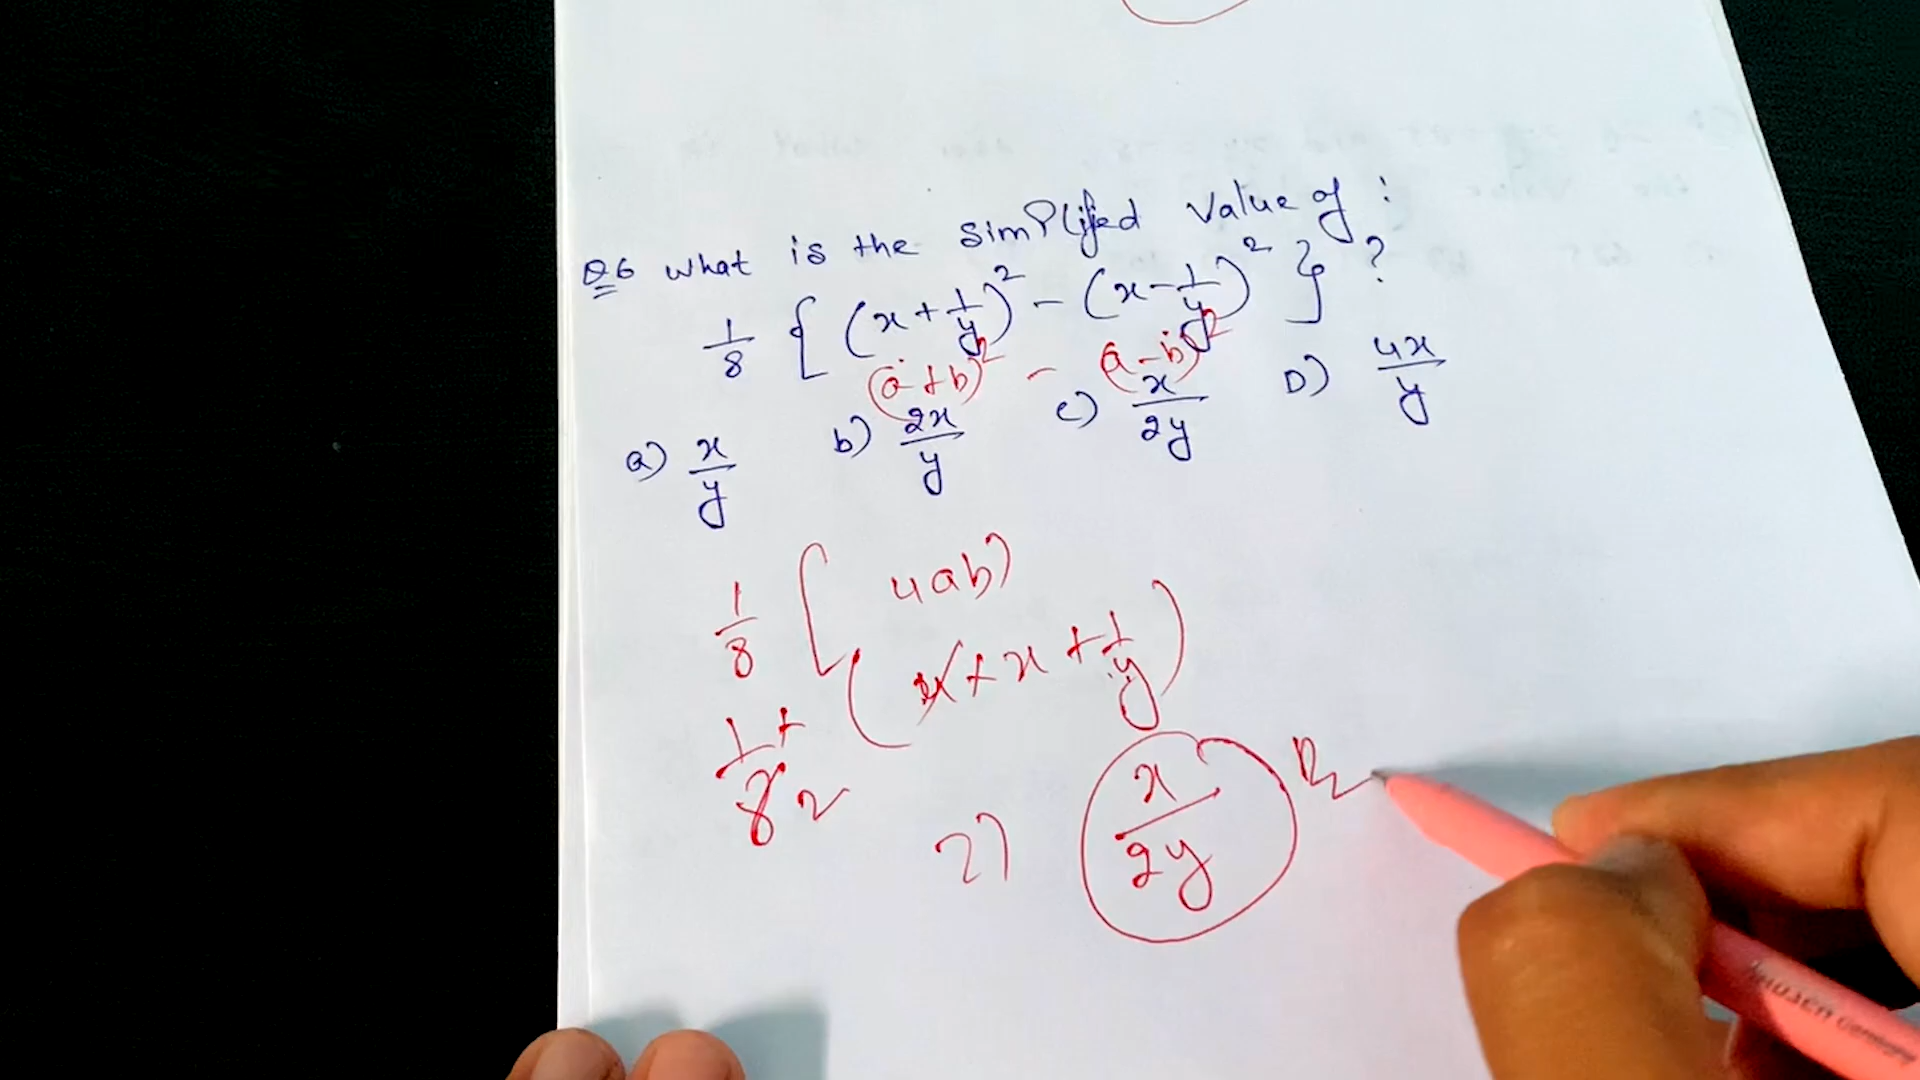 Q6 What is the simplified value of :
1/8 { (x + 1/y)² - (x - 1/y)² } ?
(a + b)² - (a - b)²
a) x/y b) 2x/y c) x/2y D) 4x/y
1/8 [ 4ab)
( 4 × x + 1/y )
1/8 2
x/2y